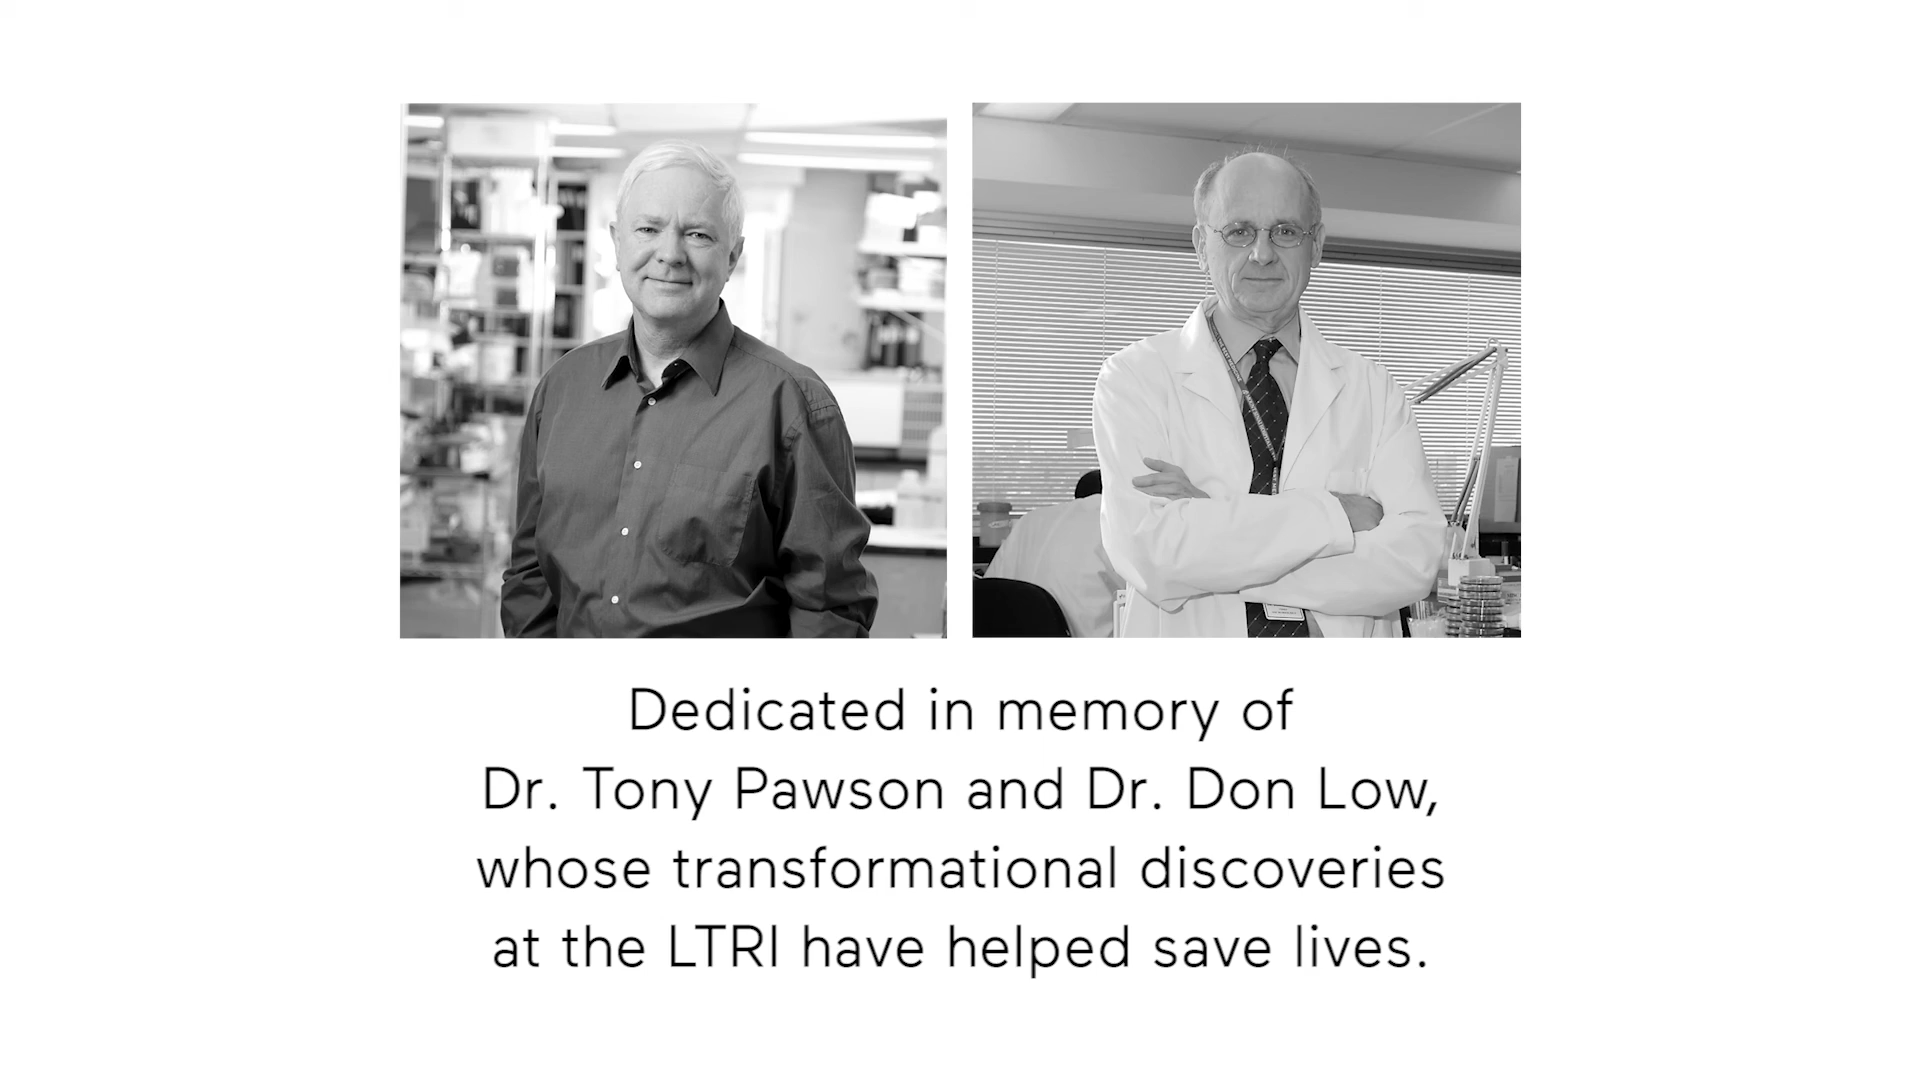 Dedicated in memory of
Dr. Tony Pawson and Dr. Don Low,
whose transformational discoveries
at the LTRI have helped save lives.